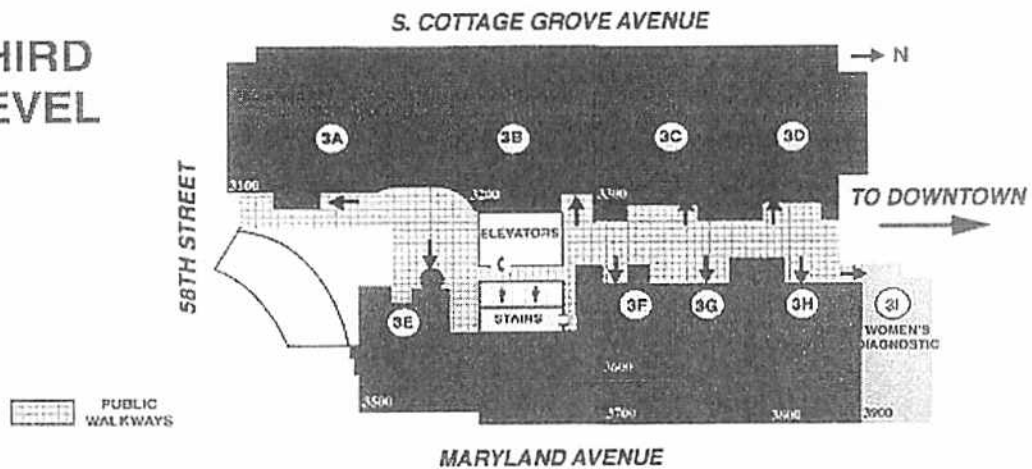 S. COTTAGE GROVE AVENUE
HIRD
EVEL
N
3A
3B
3C
3D
58TH STREET
3100
3200
3300
TO DOWNTOWN
ELEVATORS
STAIRS
3E
3F
3G
3H
3I
WOMEN'S
DIAGNOSTIC
3500
3600
3700
3800
3900
PUBLIC
WALKWAYS
MARYLAND AVENUE